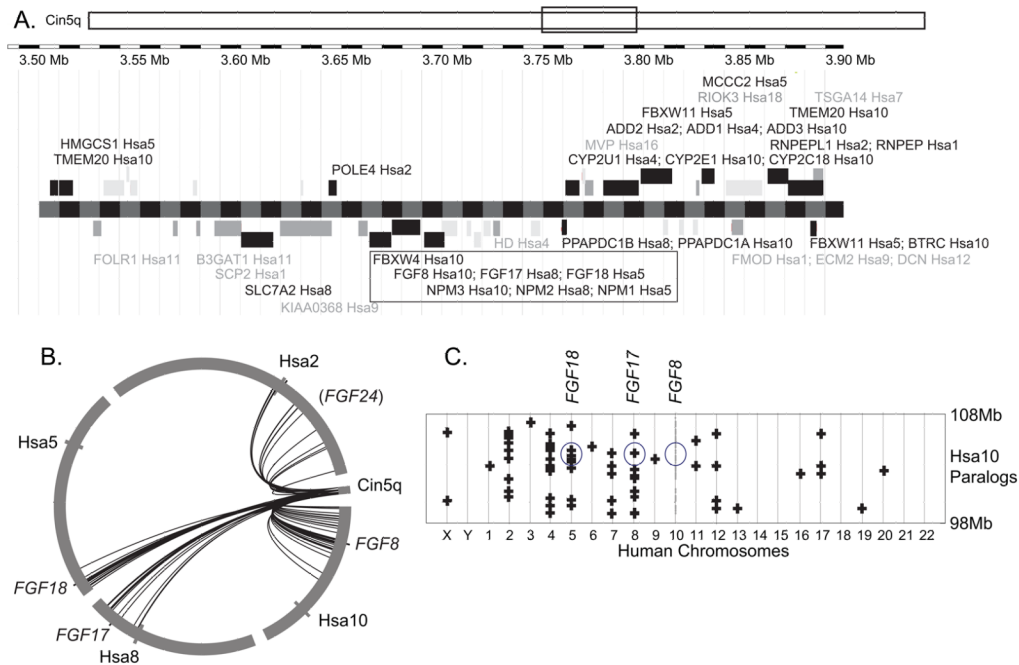 A.
Cin5q
3.50 Mb 3.55 Mb 3.60 Mb 3.65 Mb 3.70 Mb 3.75 Mb 3.80 Mb 3.85 Mb 3.90 Mb
MCCC2 Hsa5
RIOK3 Hsa18 TSGA14 Hsa7
FBXW11 Hsa5 TMEM20 Hsa10
ADD2 Hsa2; ADD1 Hsa4; ADD3 Hsa10
HMGCS1 Hsa5 MVP Hsa16 RNPEPL1 Hsa2; RNPEP Hsa1
TMEM20 Hsa10 CYP2U1 Hsa4; CYP2E1 Hsa10; CYP2C18 Hsa10
POLE4 Hsa2
HD Hsa4 PPAPDC1B Hsa8; PPAPDC1A Hsa10 FBXW11 Hsa5; BTRC Hsa10
FOLR1 Hsa11 B3GAT1 Hsa11 FBXW4 Hsa10 FMOD Hsa1; ECM2 Hsa9; DCN Hsa12
SCP2 Hsa1 FGF8 Hsa10; FGF17 Hsa8; FGF18 Hsa5
SLC7A2 Hsa8 NPM3 Hsa10; NPM2 Hsa8; NPM1 Hsa5
KIAA0368 Hsa9
B.
Hsa2
(FGF24)
Hsa5
Cin5q
FGF8
FGF18
Hsa10
FGF17
Hsa8
C.
FGF18 FGF17 FGF8
108Mb
Hsa10
Paralogs
98Mb
X Y 1 2 3 4 5 6 7 8 9 10 11 12 13 14 15 16 17 18 19 20 21 22
Human Chromosomes